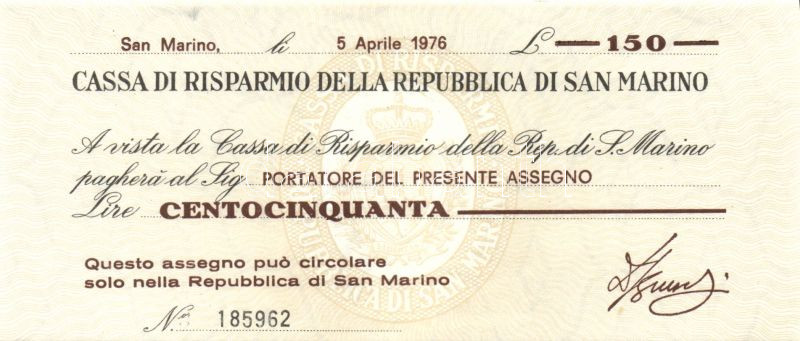 San Marino, lì 5 Aprile 1976 £ 150
CASSA DI RISPARMIO DELLA REPUBBLICA DI SAN MARINO
A vista la Cassa di Risparmio della Rep. di S. Marino
pagherà al Sig PORTATORE DEL PRESENTE ASSEGNO
Lire CENTOCINQUANTA
Questo assegno può circolare
solo nella Repubblica di San Marino
N.º 185962